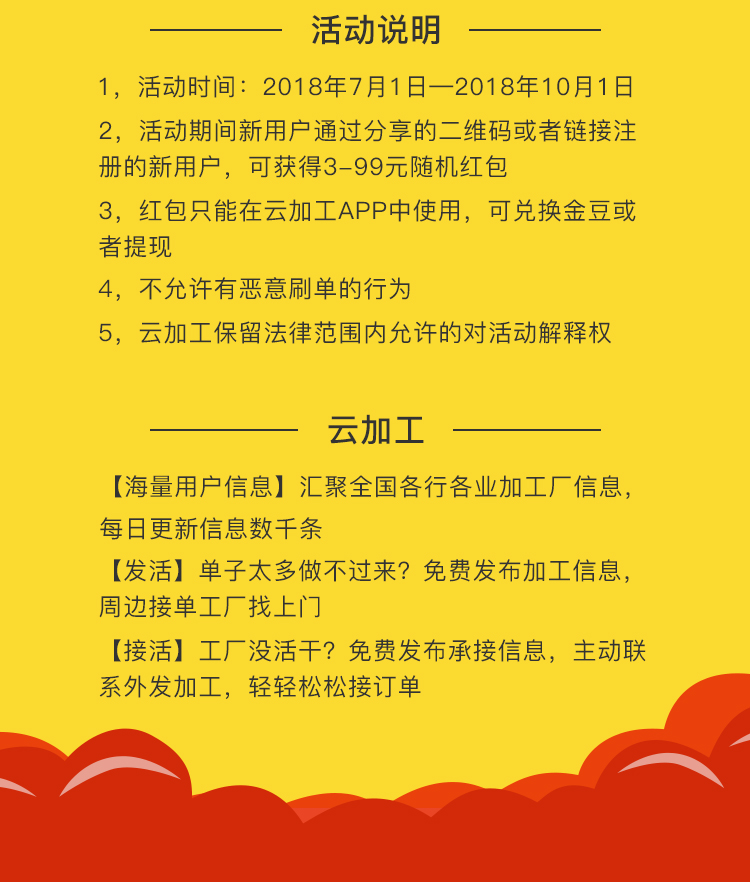 活动说明
1，活动时间：2018年7月1日—2018年10月1日
2，活动期间新用户通过分享的二维码或者链接注
册的新用户，可获得3–99元随机红包
3，红包只能在云加工APP中使用，可兑换金豆或
者提现
4，不允许有恶意刷单的行为
5，云加工保留法律范围内允许的对活动解释权
云加工
【海量用户信息】汇聚全国各行各业加工厂信息，
每日更新信息数千条
【发活】单子太多做不过来？免费发布加工信息，
周边接单工厂找上门
【接活】工厂没活干？免费发布承接信息，主动联
系外发加工，轻轻松松接订单